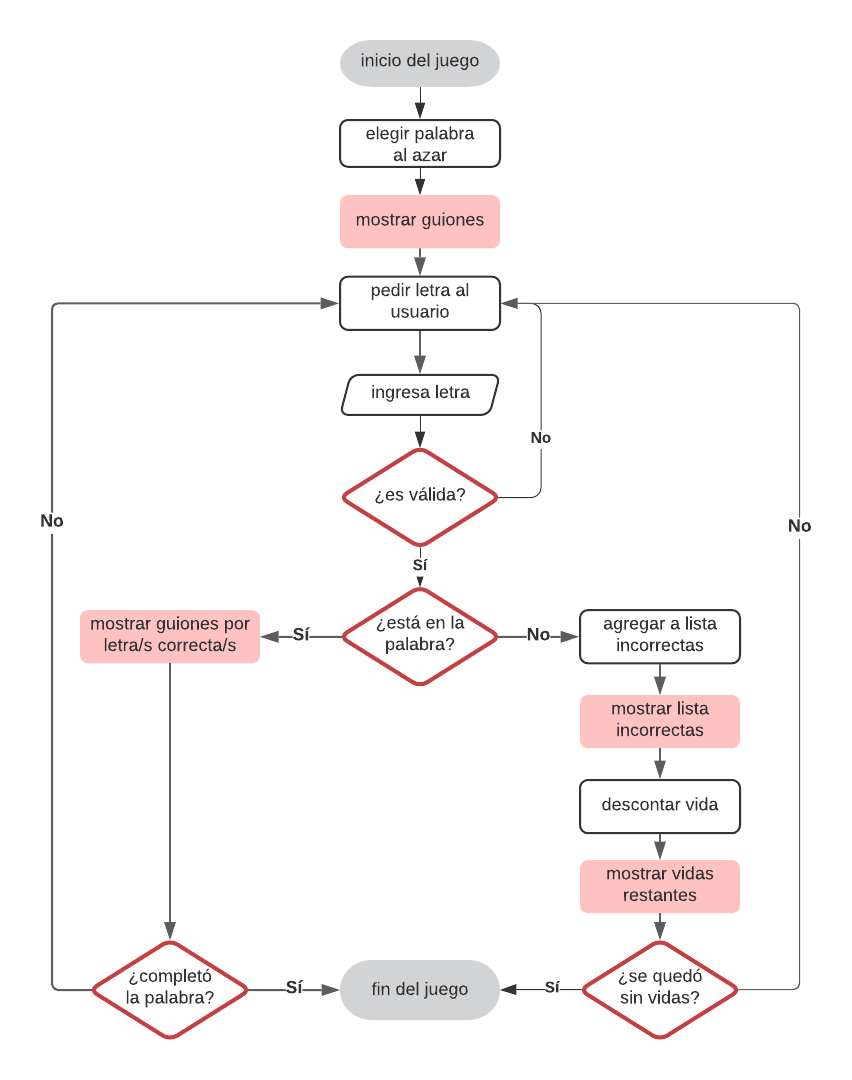 inicio del juego
elegir palabra
al azar
mostrar guiones
pedir letra al
usuario
ingresa letra
No
¿es válida?
No
No
Sí
mostrar guiones por
letra/s correcta/s
Sí
¿está en la
palabra?
No
agregar a lista
incorrectas
mostrar lista
incorrectas
descontar vida
mostrar vidas
restantes
¿completó
la palabra?
Sí
fin del juego
Sí
¿se quedó
sin vidas?